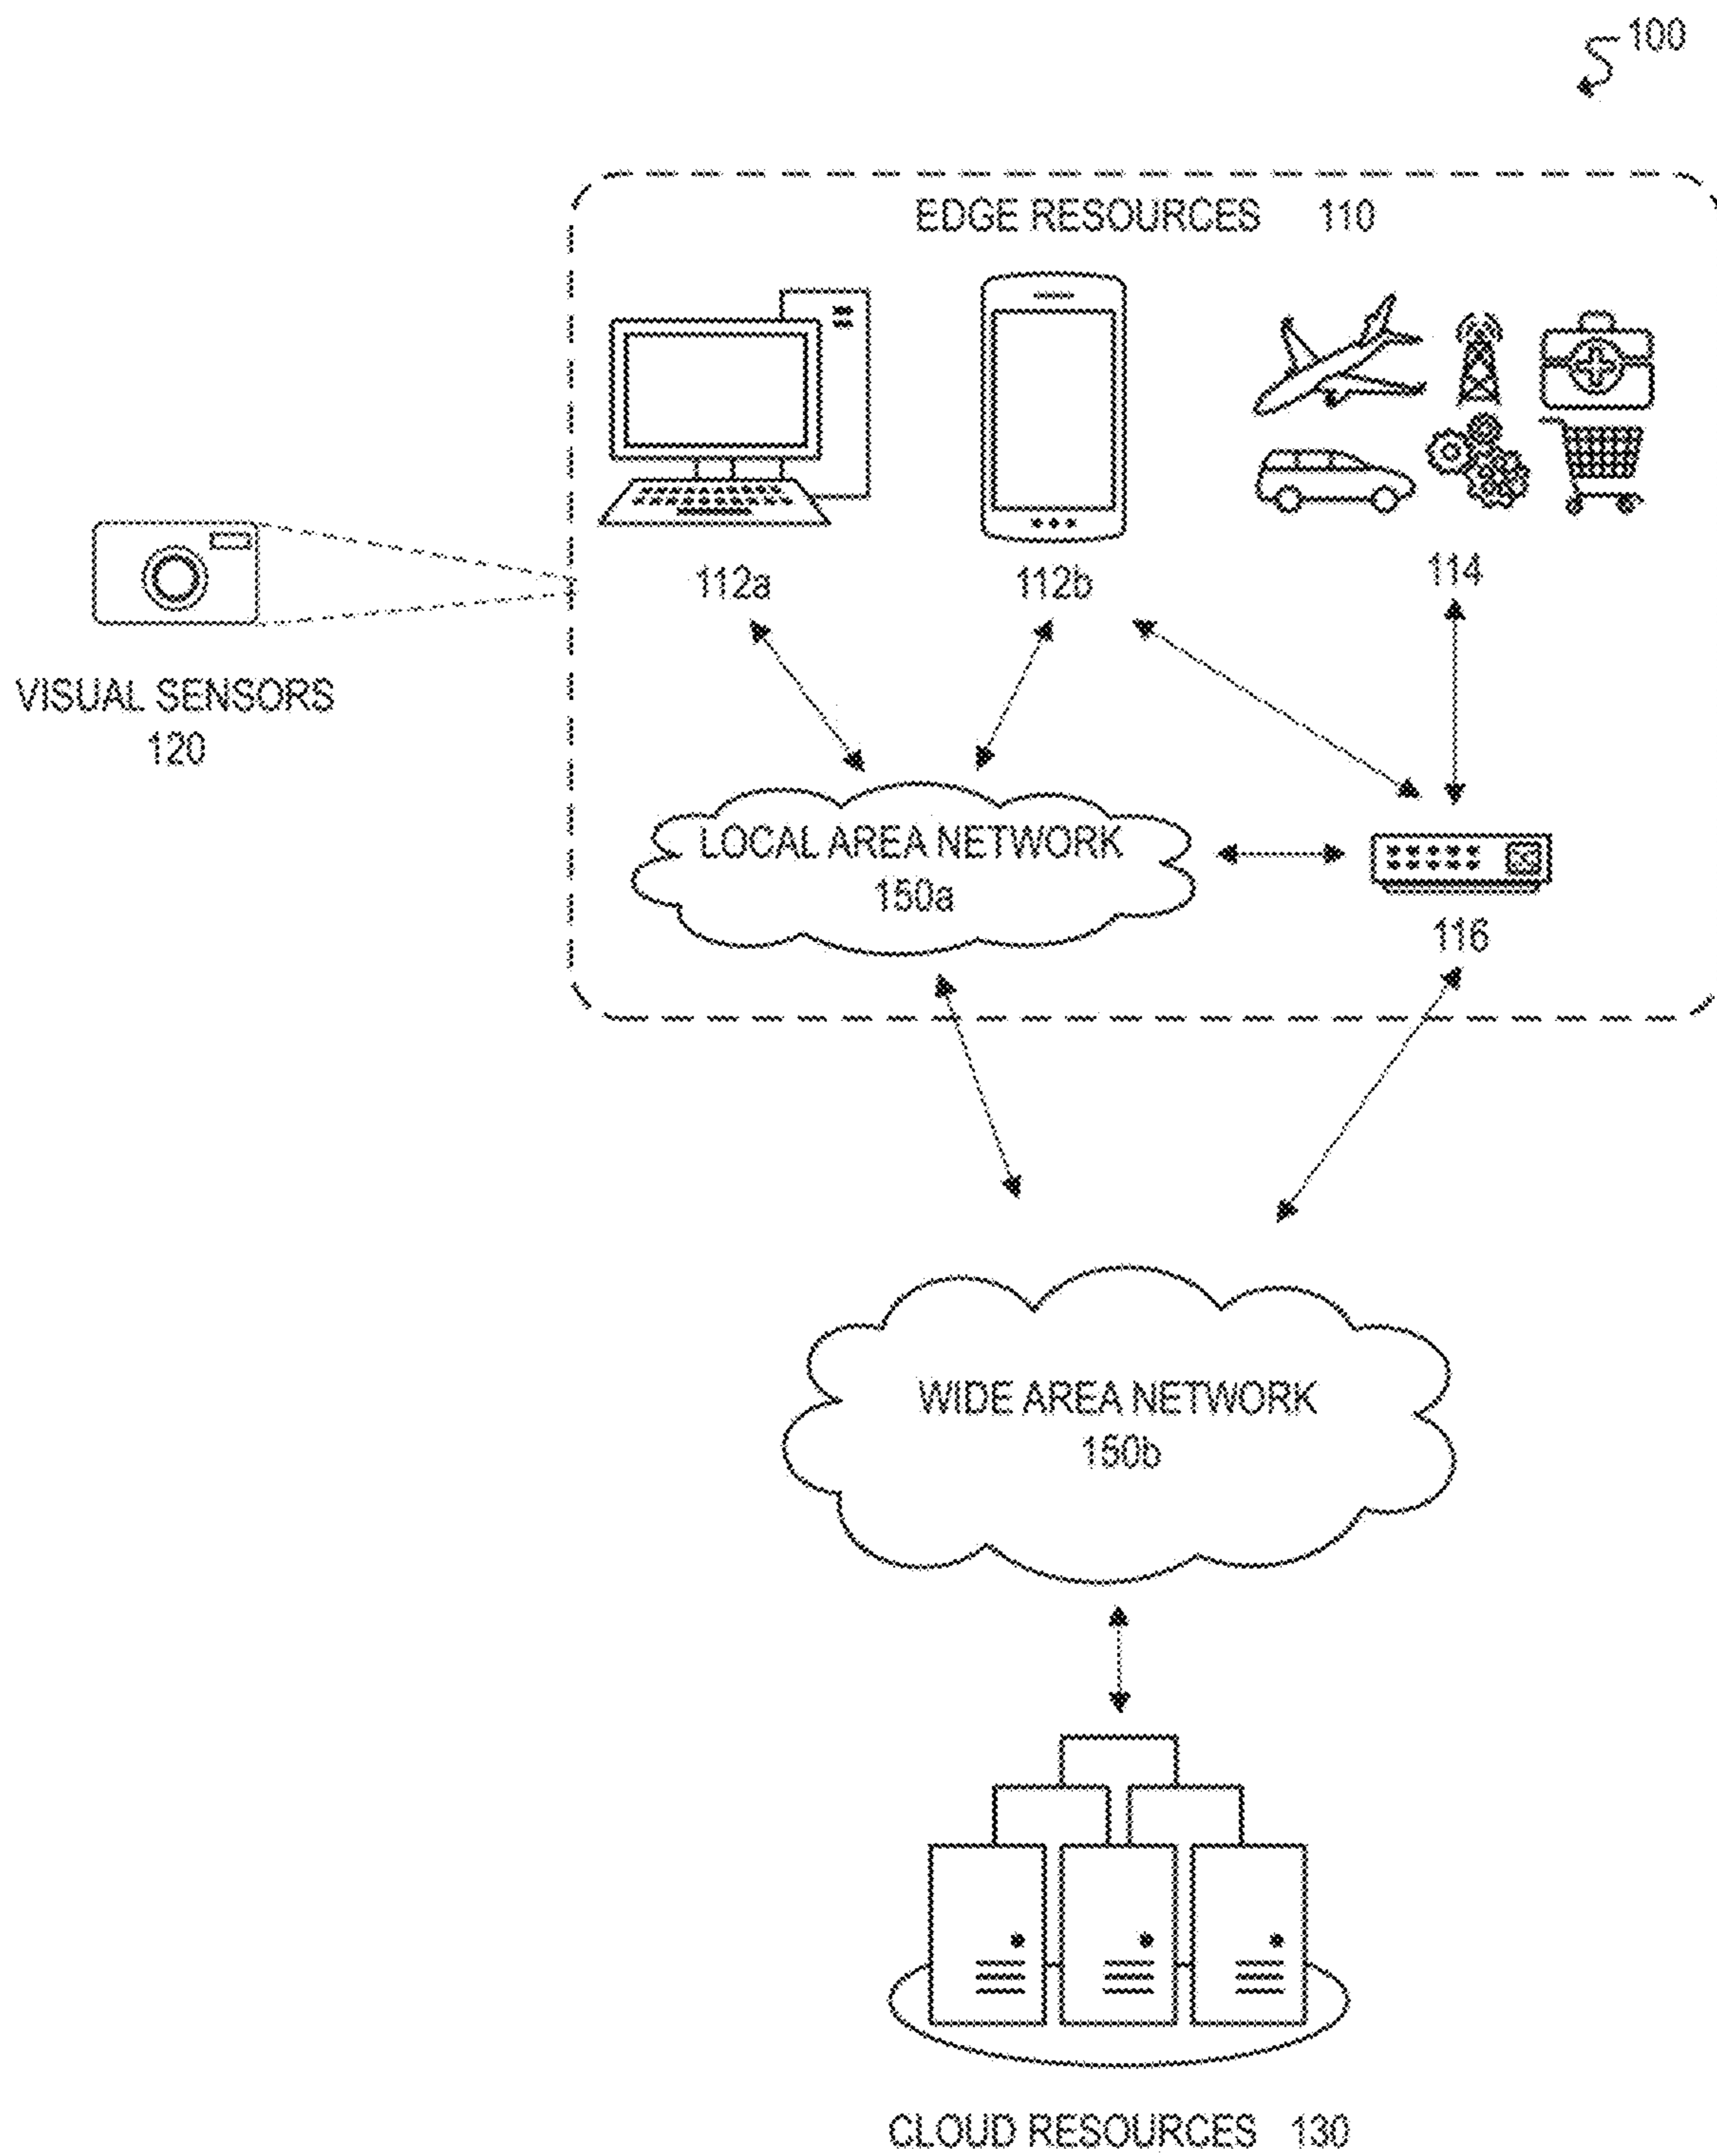 100
EDGE RESOURCES 110
112a
112b
114
VISUAL SENSORS
120
LOCAL AREA NETWORK
150a
116
WIDE AREA NETWORK
150b
CLOUD RESOURCES 130